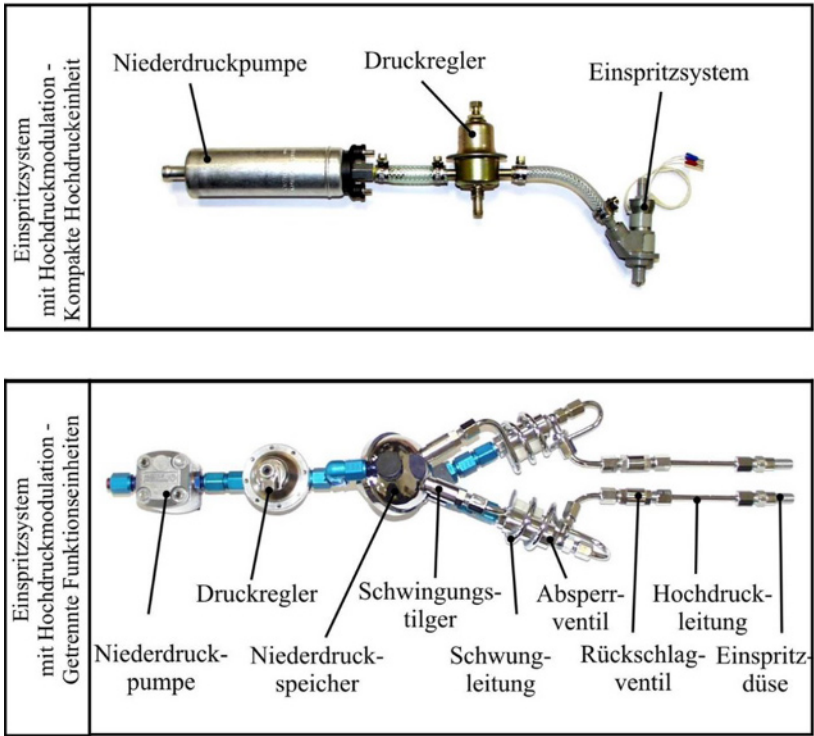 Einspritzsystem
mit Hochdruckmodulation -
Kompakte Hochdruckeinheit
Niederdruckpumpe
Druckregler
Einspritzsystem
Einspritzsystem
mit Hochdruckmodulation -
Getrennte Funktionseinheiten
Druckregler
Schwingungs-
tilger
Absperr-
ventil
Hochdruck-
leitung
Niederdruck-
pumpe
Niederdruck-
speicher
Schwung-
leitung
Rückschlag-
ventil
Einspritz-
düse